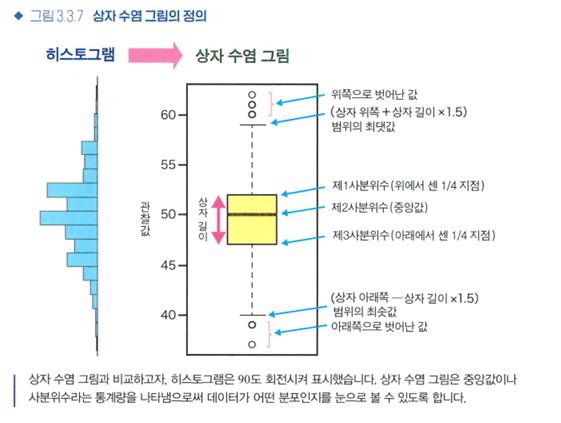 ◆ 그림 3.3.7 상자 수염 그림의 정의
히스토그램
상자 수염 그림
위쪽으로 벗어난 값
(상자 위쪽 + 상자 길이 ×1.5)
범위의 최댓값
60
55
50
45
40
관찰값
상자 길이
제1사분위수(위에서 센 1/4 지점)
제2사분위수(중앙값)
제3사분위수(아래에서 센 1/4 지점)
(상자 아래쪽 — 상자 길이 ×1.5)
범위의 최솟값
아래쪽으로 벗어난 값
상자 수염 그림과 비교하고자, 히스토그램은 90도 회전시켜 표시했습니다. 상자 수염 그림은 중앙값이나
사분위수라는 통계량을 나타냄으로써 데이터가 어떤 분포인지를 눈으로 볼 수 있도록 합니다.